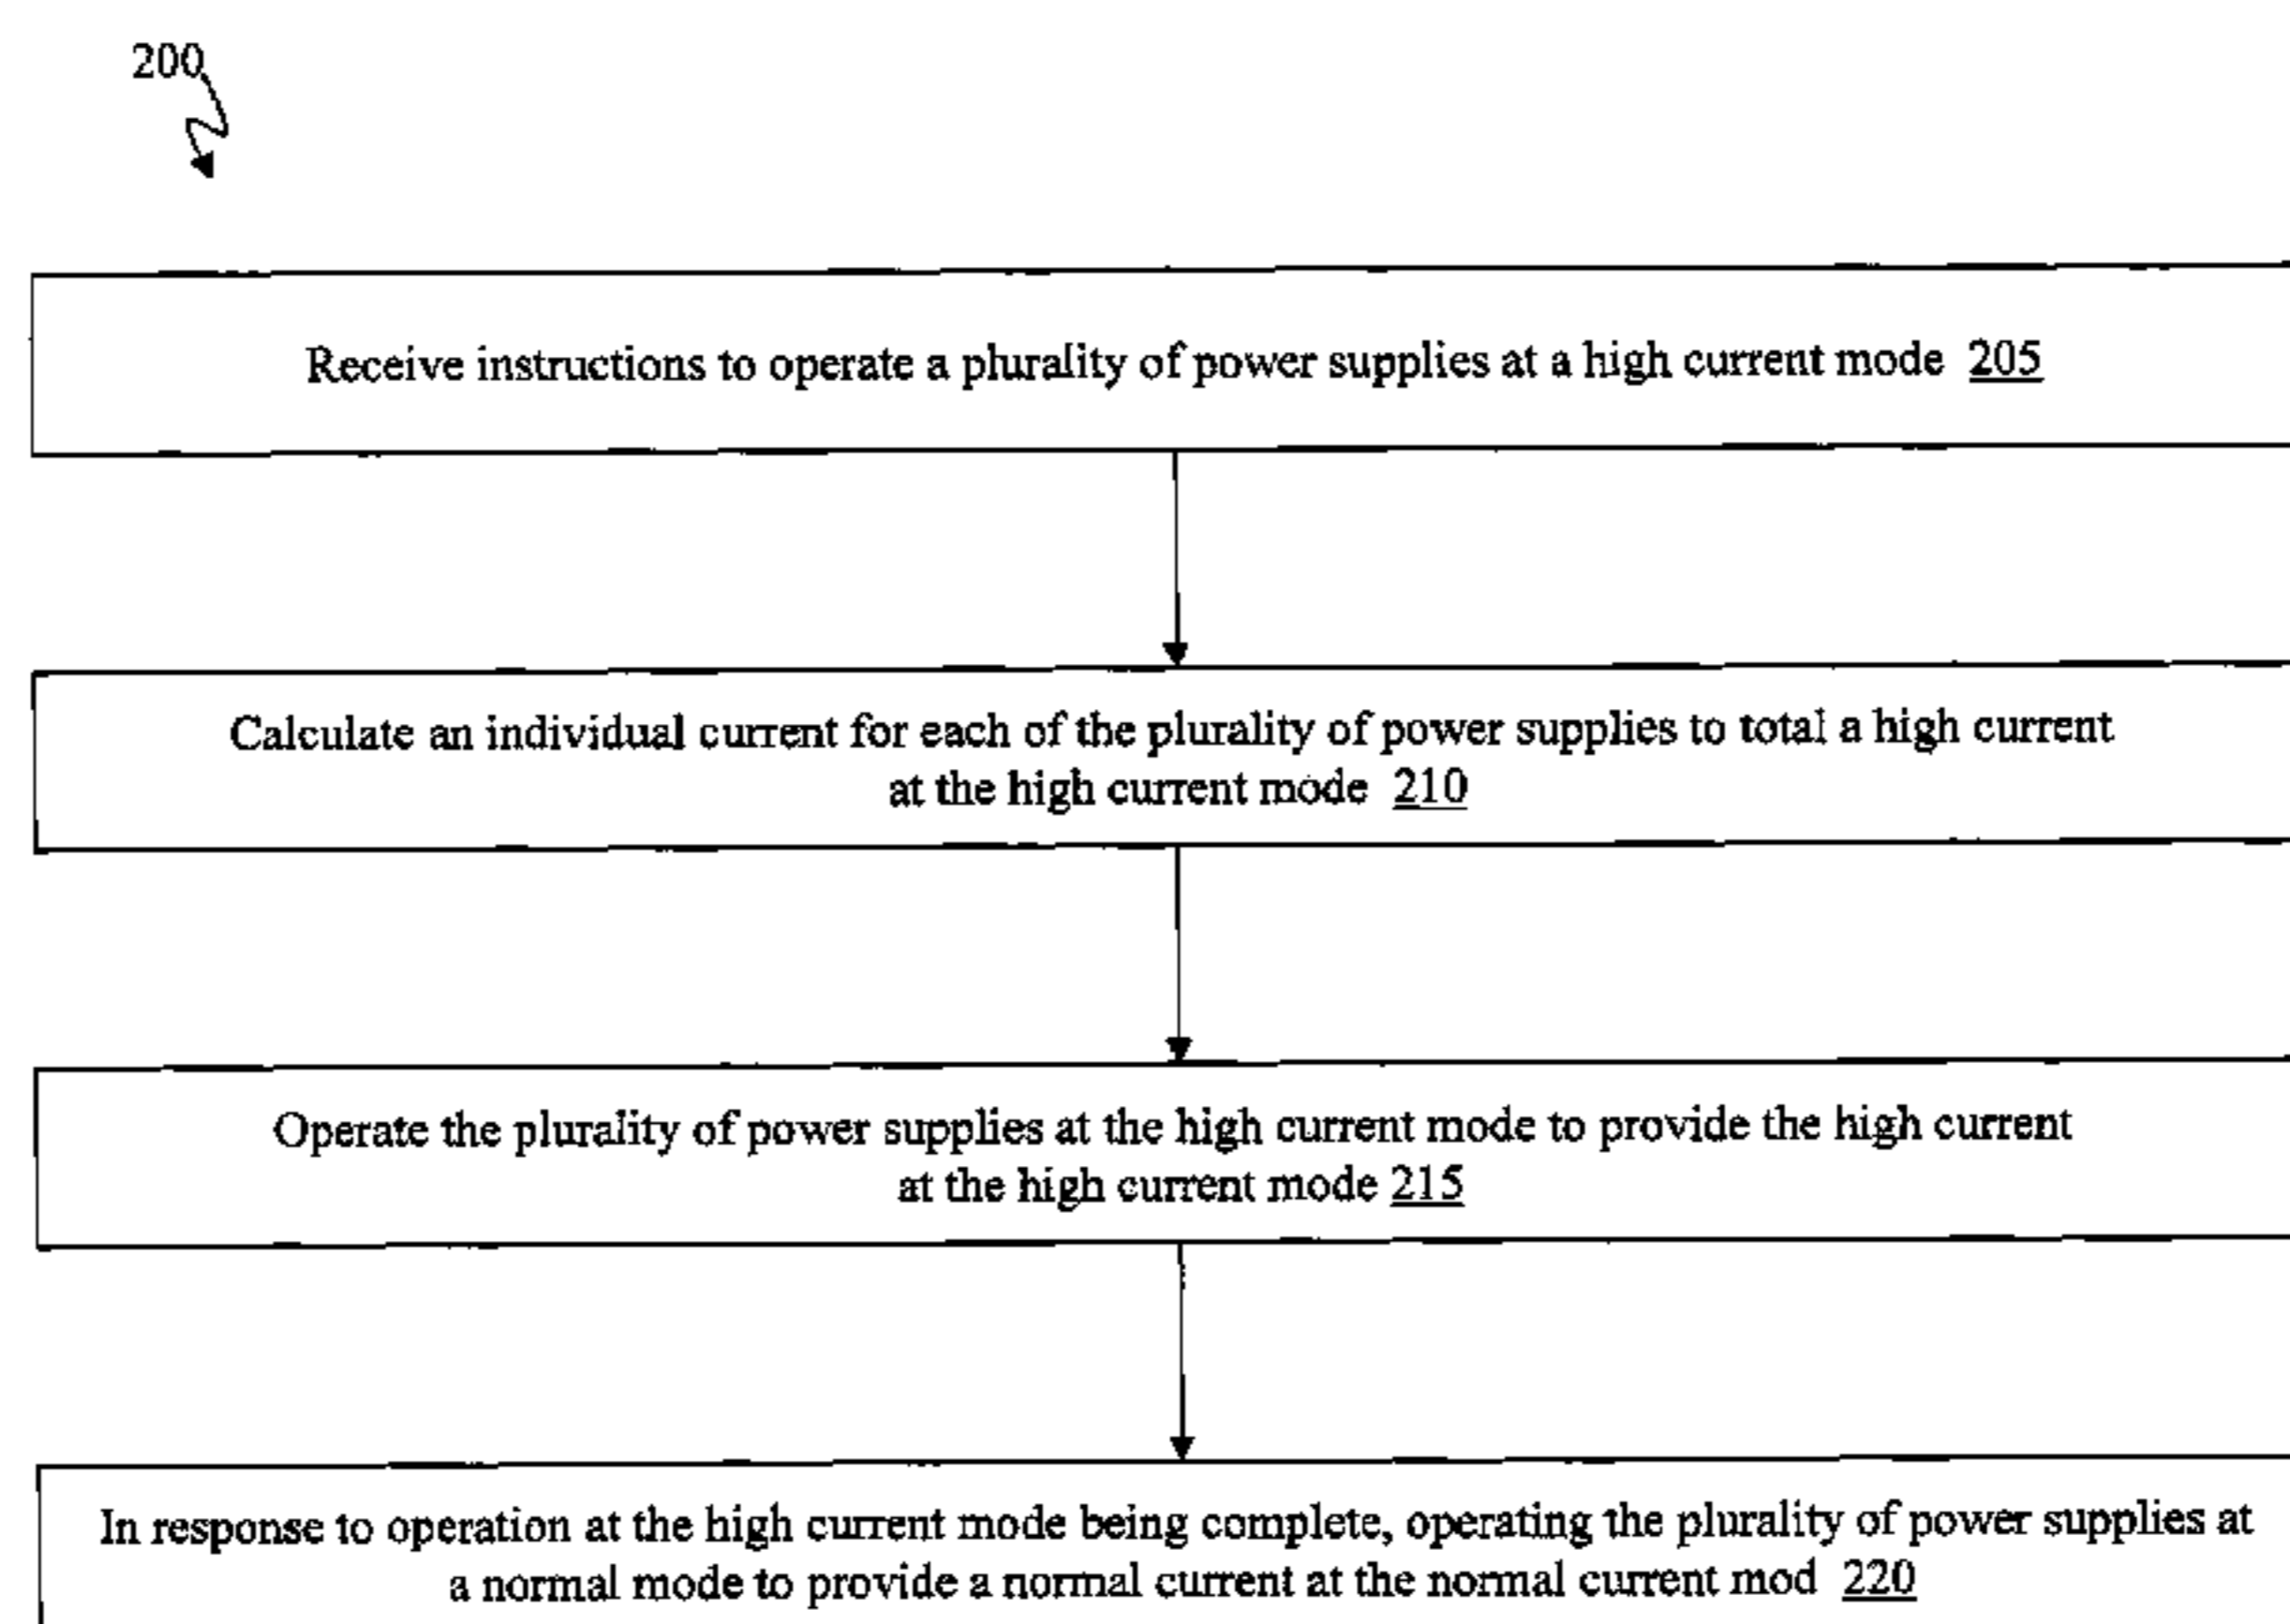 200
Receive instructions to operate a plurality of power supplies at a high current mode 205
Calculate an individual current for each of the plurality of power supplies to total a high current
at the high current mode 210
Operate the plurality of power supplies at the high current mode to provide the high current
at the high current mode 215
In response to operation at the high current mode being complete, operating the plurality of power supplies at
a normal mode to provide a normal current at the normal current mod 220